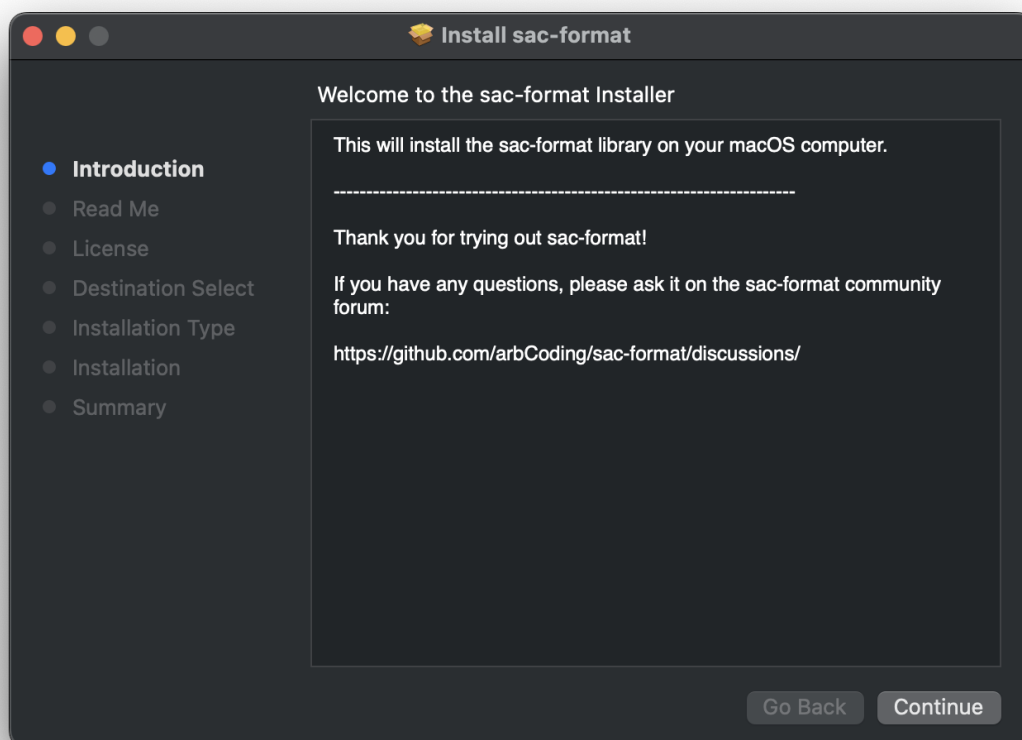 Install sac-format
Welcome to the sac-format Installer
Introduction
Read Me
License
Destination Select
Installation Type
Installation
Summary
This will install the sac-format library on your macOS computer.
-----------------------------------------------------------------------
Thank you for trying out sac-format!
If you have any questions, please ask it on the sac-format community
forum:
https://github.com/arbCoding/sac-format/discussions/
Go Back
Continue